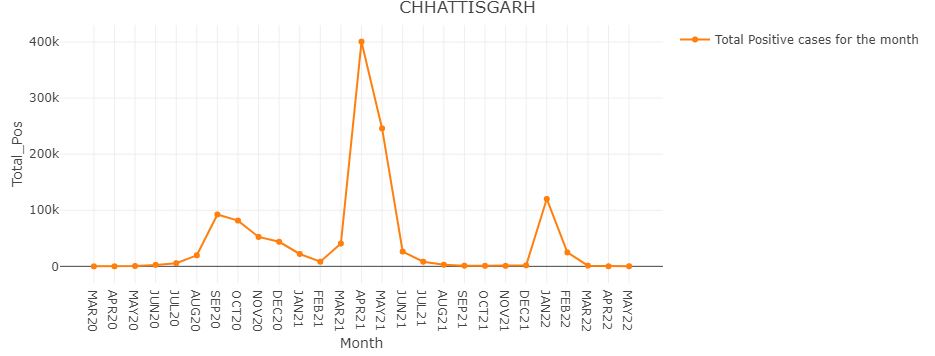 CHHATTISGARH
Total Positive cases for the month
400k
300k
200k
100k
0
Total_Pos
MAR20
APR20
MAY20
JUN20
JUL20
AUG20
SEP20
OCT20
NOV20
DEC20
JAN21
FEB21
MAR21
APR21
MAY21
JUN21
JUL21
AUG21
SEP21
OCT21
NOV21
DEC21
JAN22
FEB22
MAR22
APR22
MAY22
Month